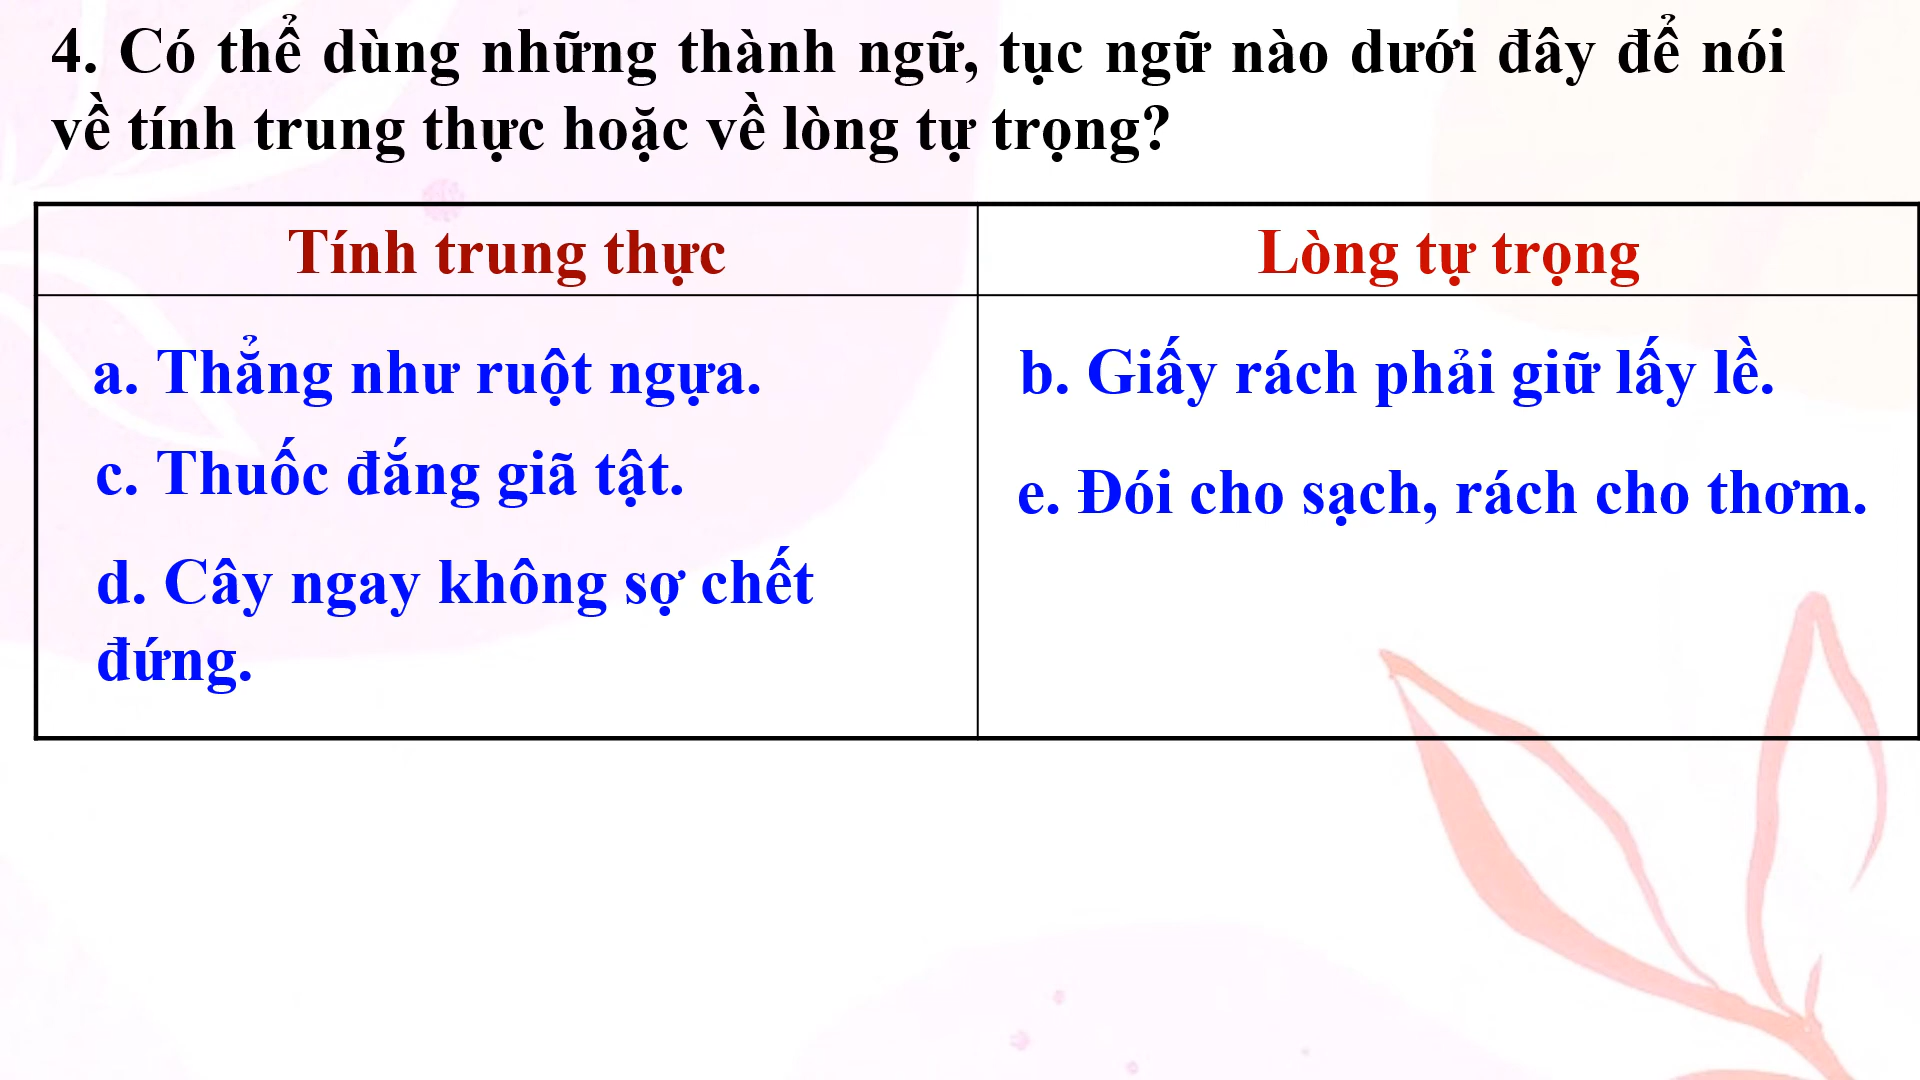 4. Có thể dùng những thành ngữ, tục ngữ nào dưới đây để nói
về tính trung thực hoặc về lòng tự trọng?
Tính trung thực
Lòng tự trọng
a. Thẳng như ruột ngựa.
c. Thuốc đắng giã tật.
d. Cây ngay không sợ chết
đứng.
b. Giấy rách phải giữ lấy lề.
e. Đói cho sạch, rách cho thơm.